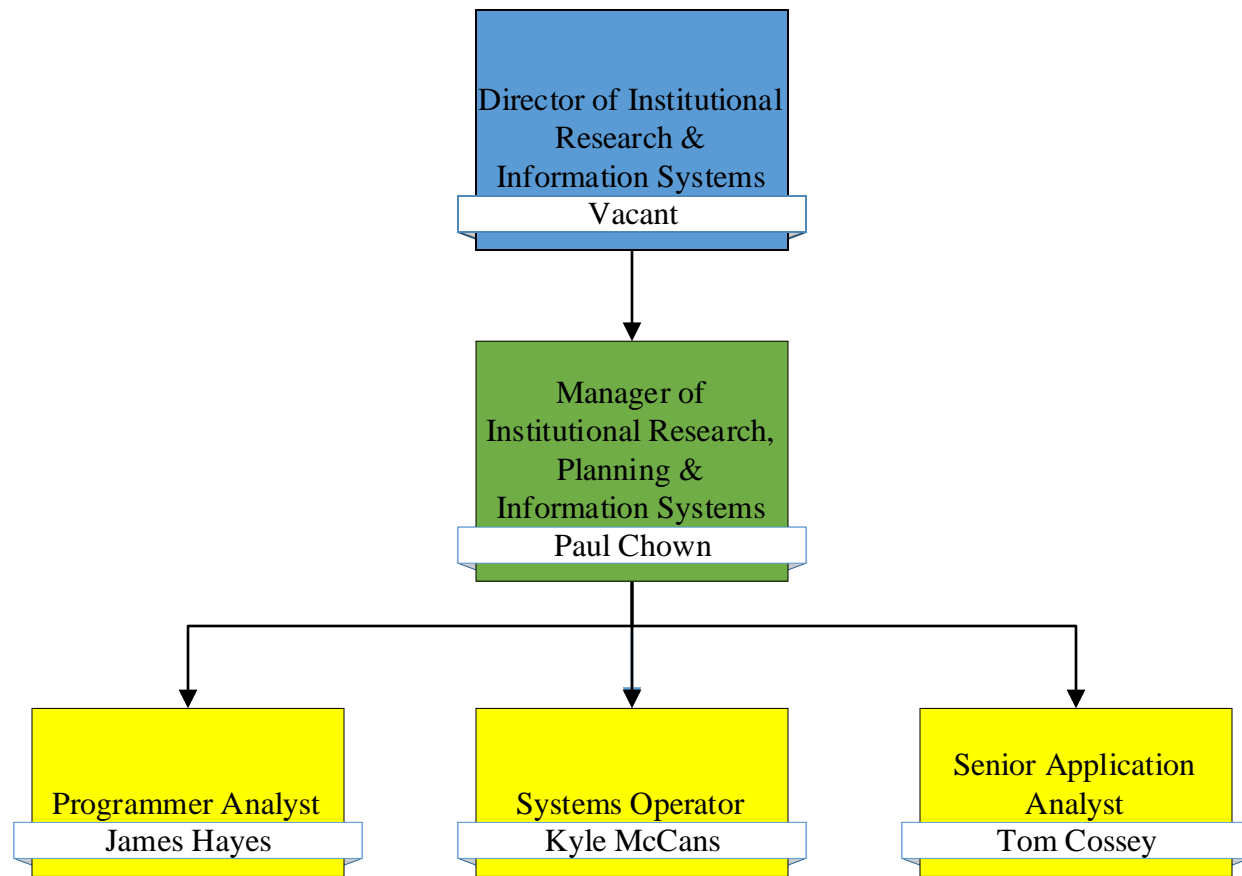 Director of Institutional
Research &
Information Systems
Vacant
Manager of
Institutional Research,
Planning &
Information Systems
Paul Chown
Programmer Analyst
James Hayes
Systems Operator
Kyle McCans
Senior Application
Analyst
Tom Cossey